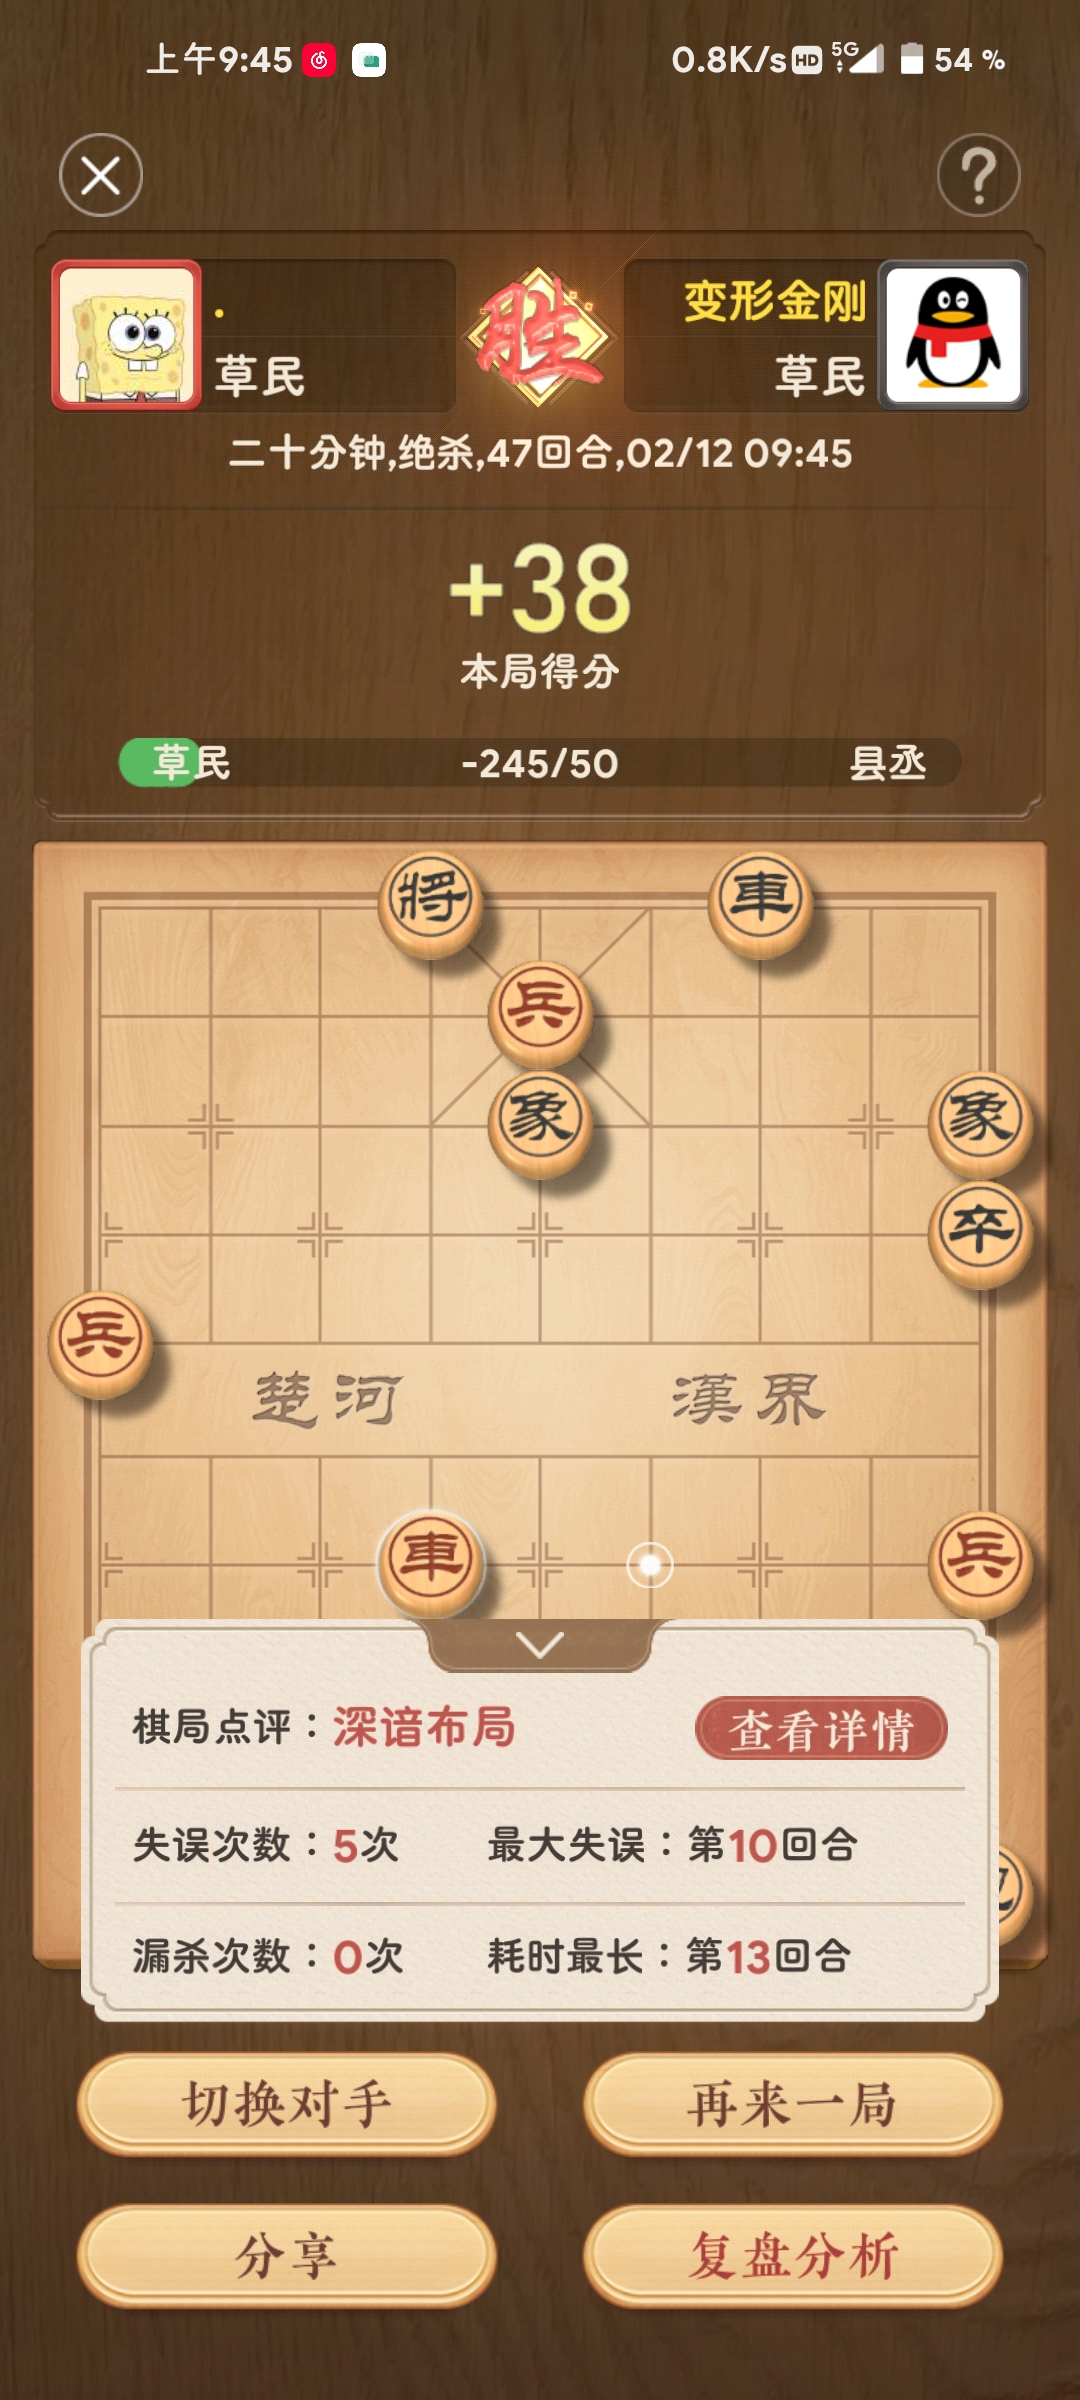 上午9:45 0.8K/s HD 5G 54 %
. 胜 变形金刚
草民 草民
二十分钟,绝杀,47回合,02/12 09:45
+38
本局得分
草民 -245/50 县丞
將 車
兵
象 象
卒
兵
楚河 漢界
車 兵
棋局点评：深谙布局 查看详情
失误次数：5次 最大失误：第10回合
漏杀次数：0次 耗时最长：第13回合
切换对手 再来一局
分享 复盘分析